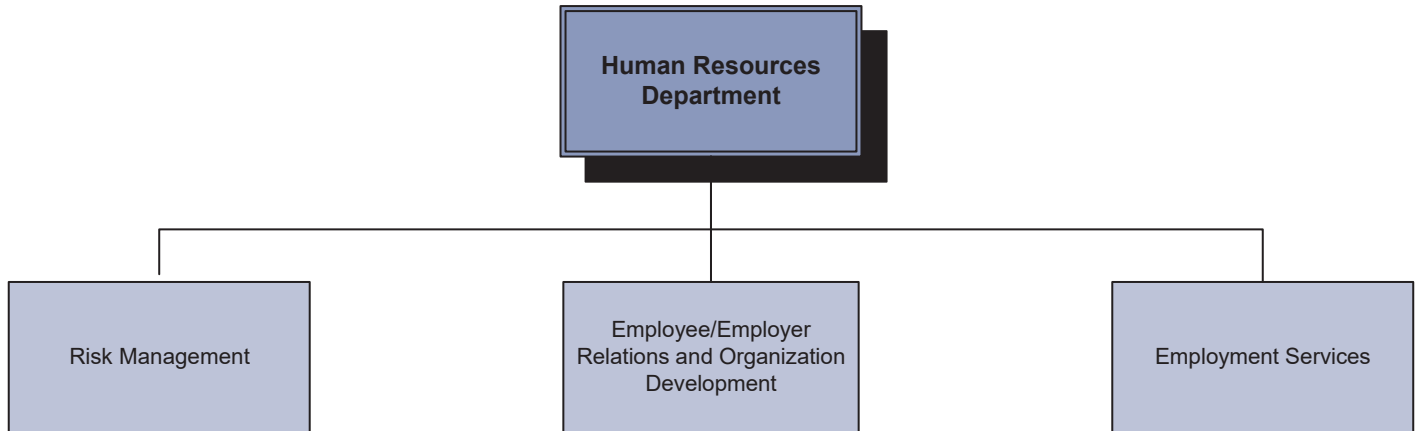 Human Resources
Department
Risk Management
Employee/Employer
Relations and Organization
Development
Employment Services